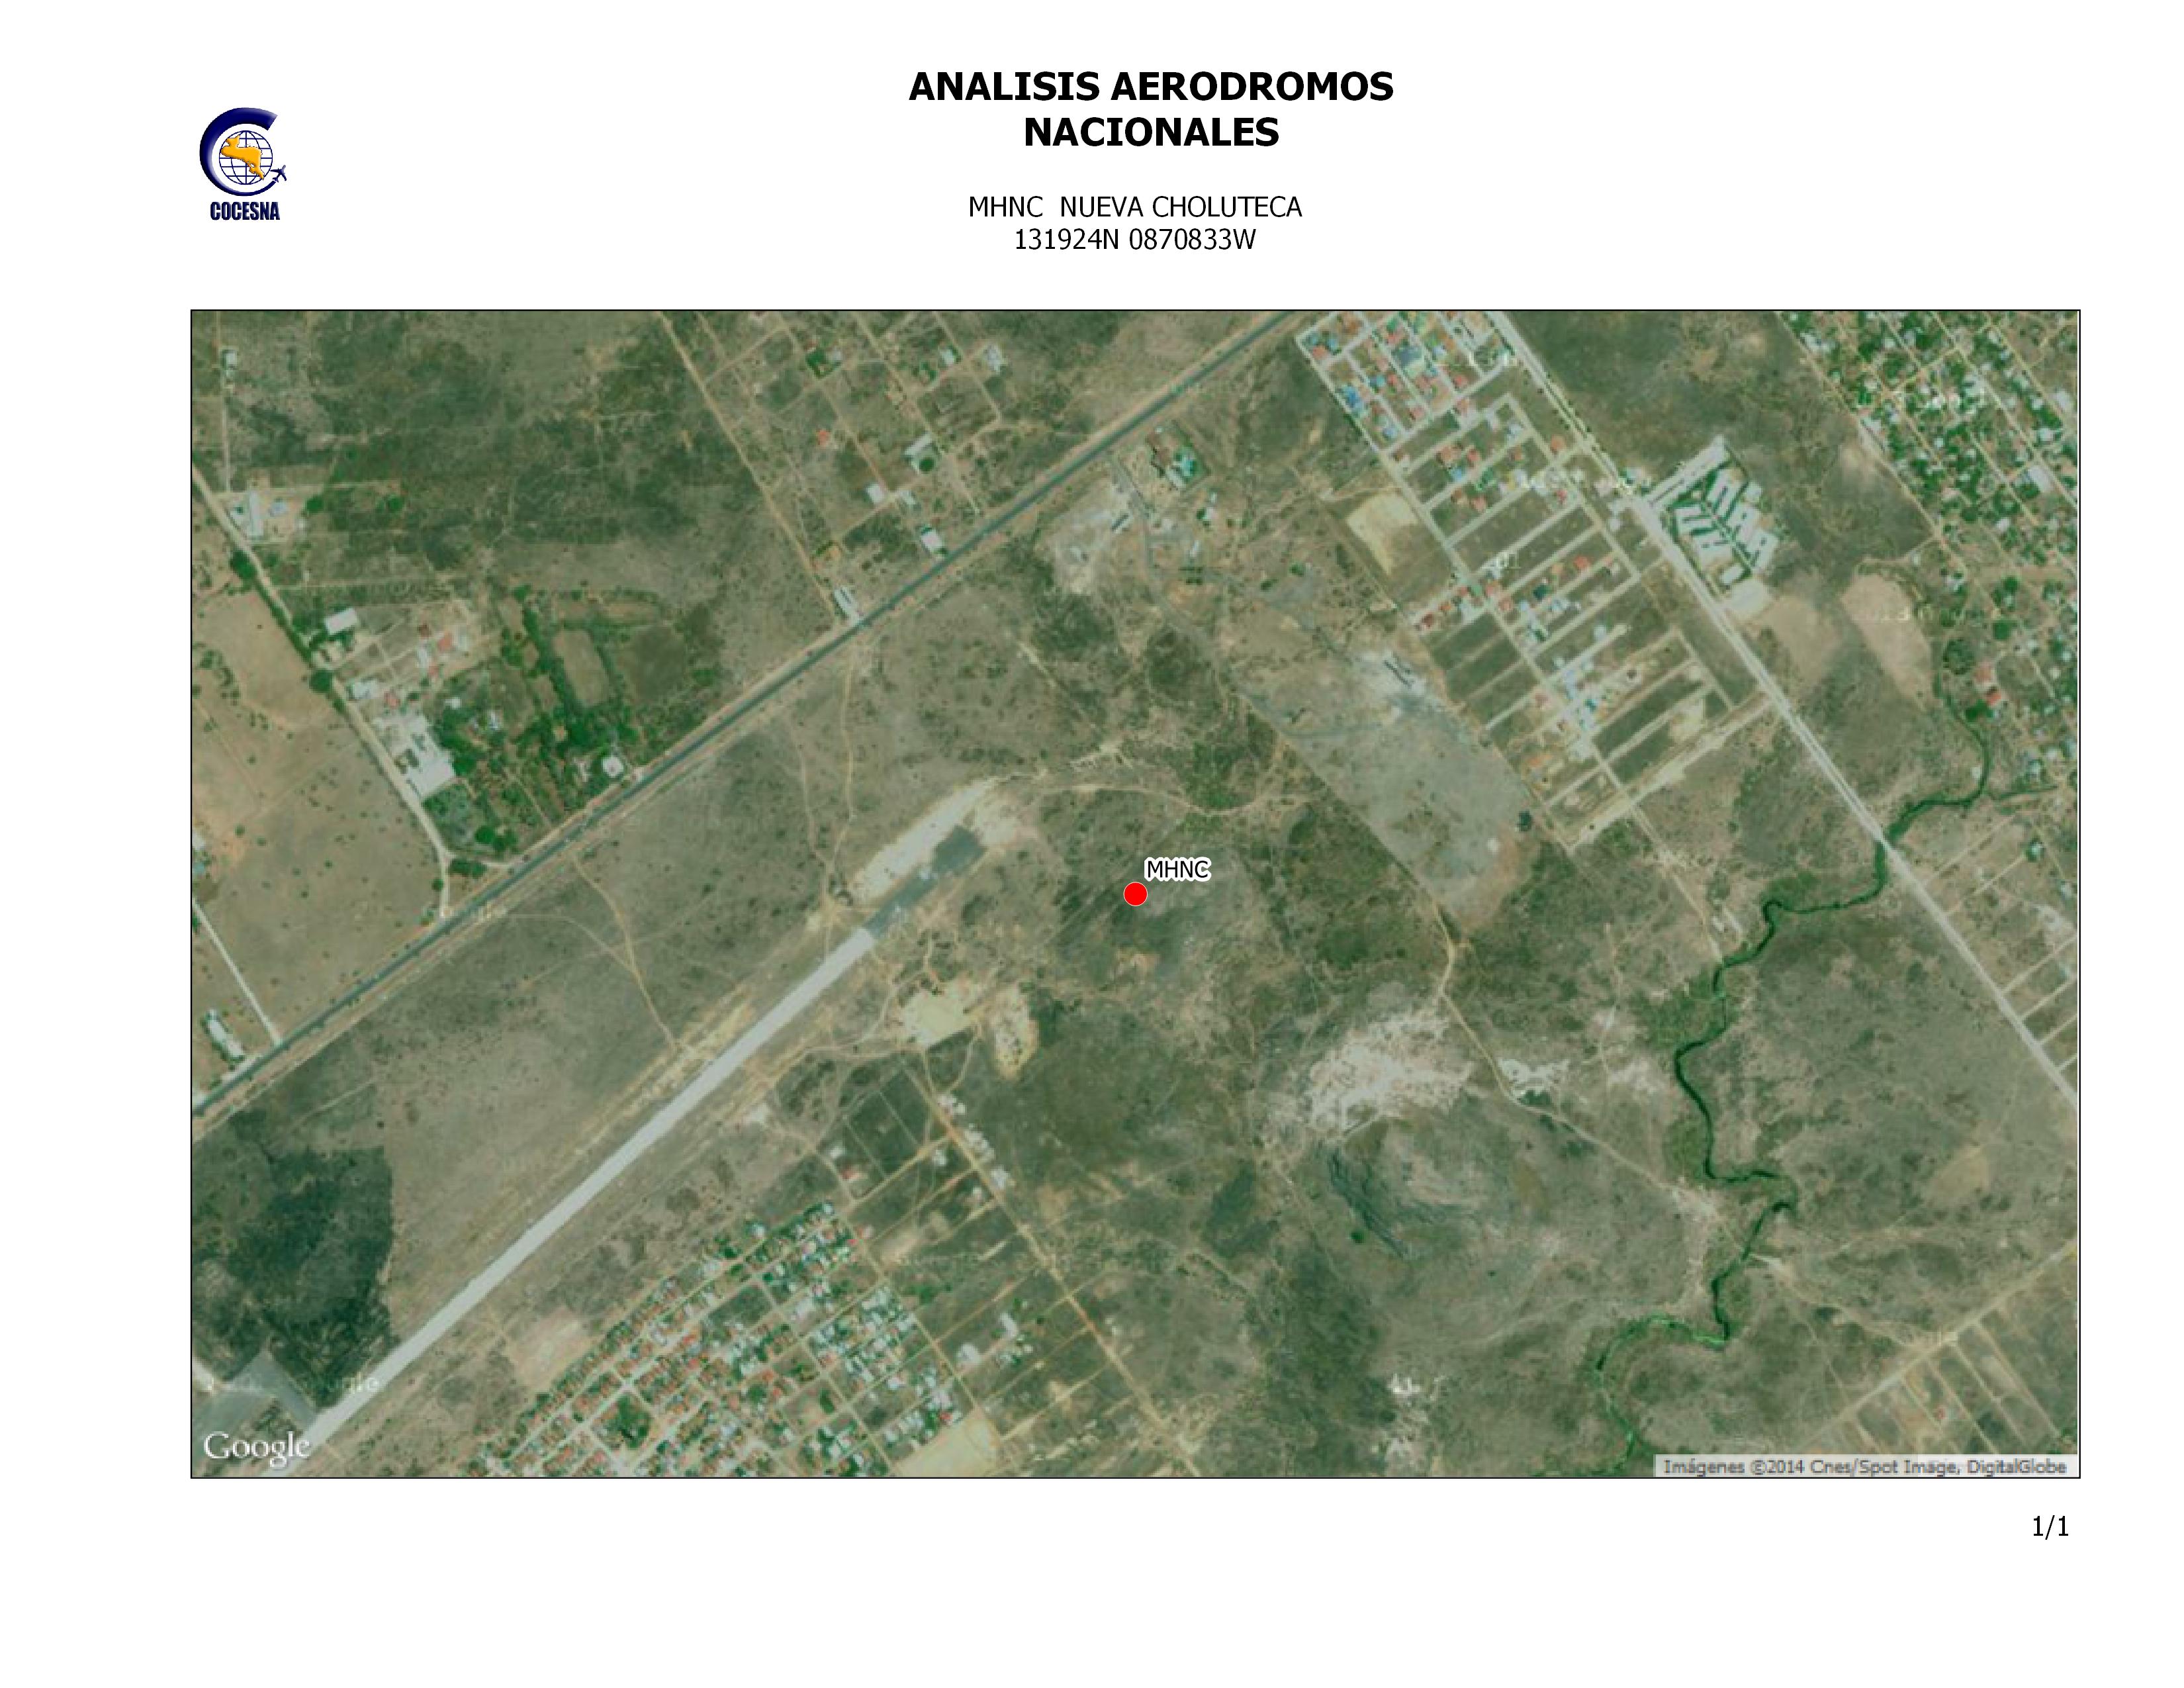 ANALISIS AERODROMOS
NACIONALES
COCESNA
MHNC NUEVA CHOLUTECA
131924N 0870833W
MHNC
Google
Imágenes ©2014 Cnes/Spot Image, DigitalGlobe
1/1